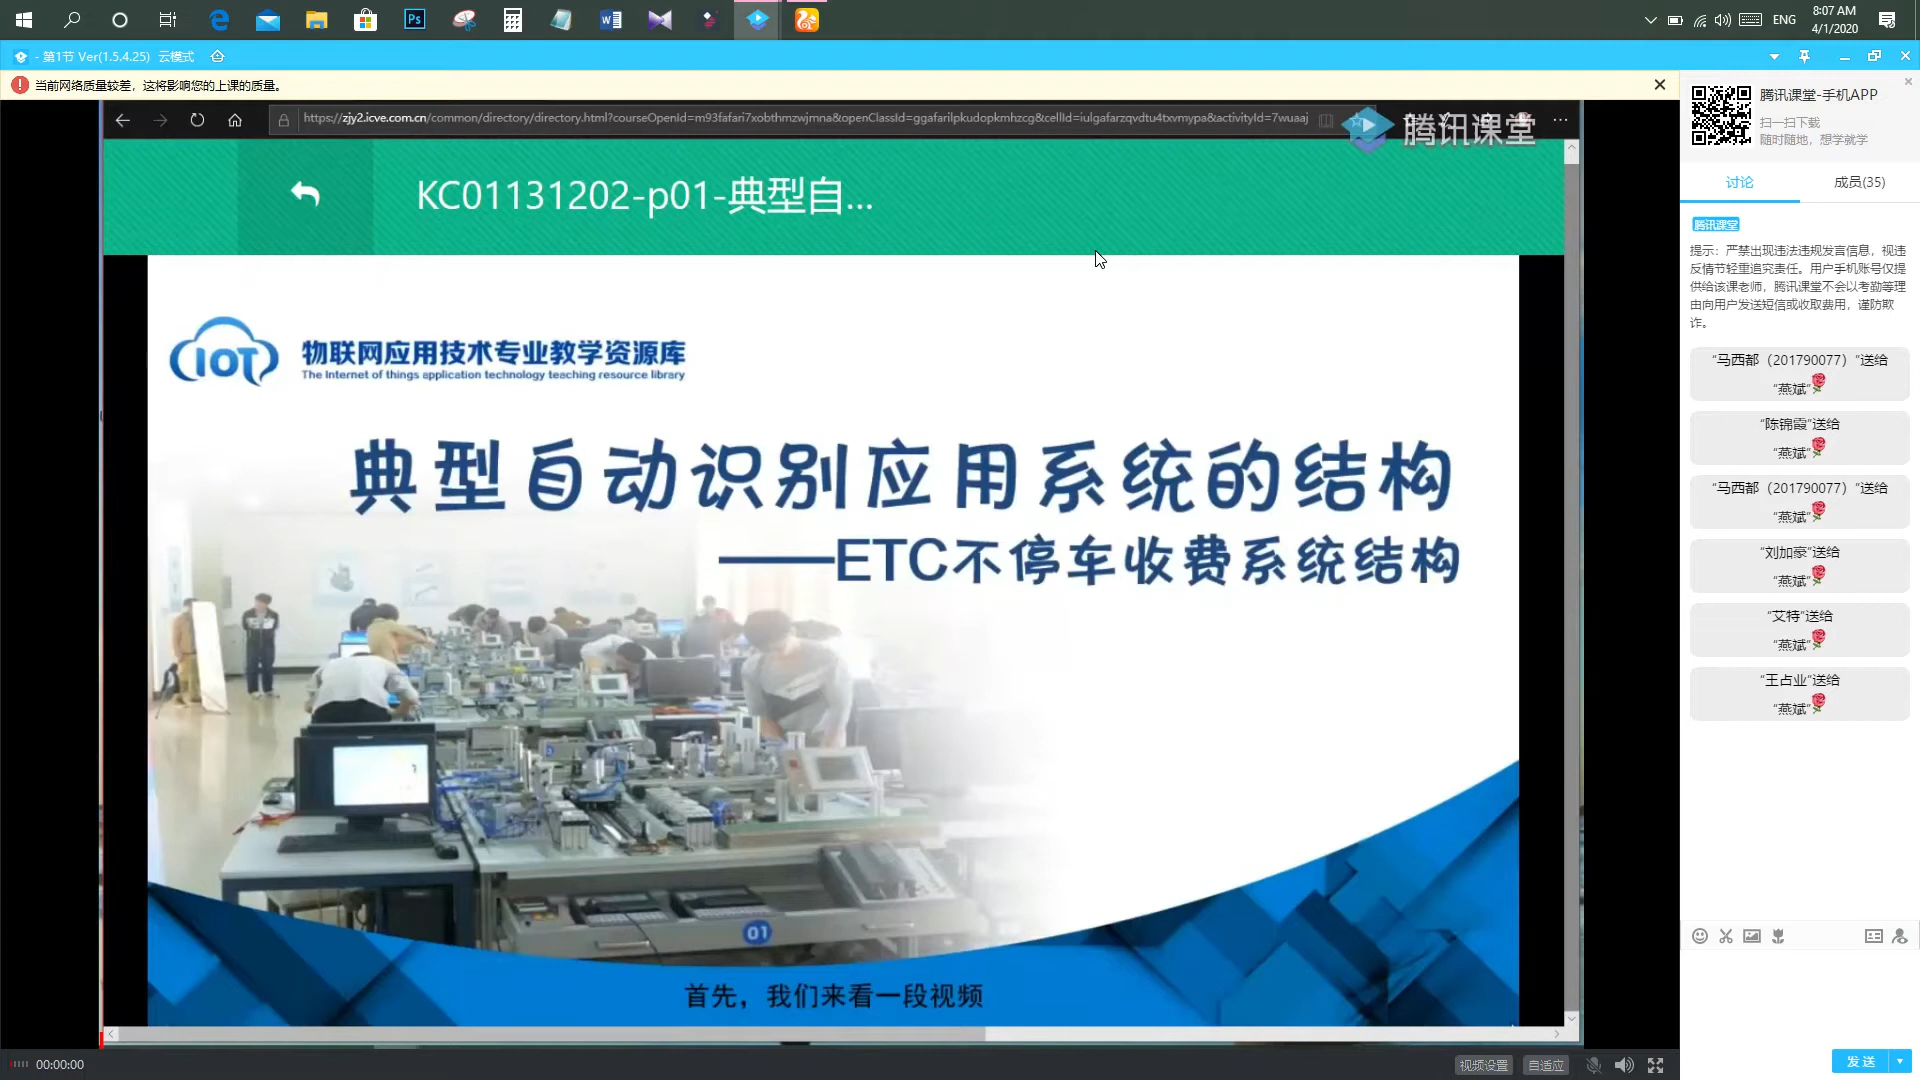 ENG
8:07 AM
4/1/2020
- 第1节 Ver(1.5.4.25) 云模式
当前网络质量较差，这将影响您的上课的质量。
https://zjy2.icve.com.cn/common/directory/directory.html?courseOpenId=m93fafari7xobthmzwjmna&openClassId=ggafarilpkudopkrnhzcg&cellId=iulgafarzqvdtu4txvmypa&activityId=7wuaaj
腾讯课堂
KC01131202-p01-典型自...
IOT
物联网应用技术专业教学资源库
The Internet of things application technology teaching resource library
典型自动识别应用系统的结构
——ETC不停车收费系统结构
01
首先，我们来看一段视频
00:00:00
视频设置
自适应
腾讯课堂-手机APP
扫一扫下载
随时随地，想学就学
讨论
成员(35)
腾讯课堂
提示：严禁出现违法违规发言信息，视违
反情节轻重追究责任。用户手机账号仅提
供给该课老师，腾讯课堂不会以考勤等理
由向用户发送短信或收取费用，谨防欺
诈。
“马西都（201790077）”送给
“燕斌”
“陈锦霞”送给
“燕斌”
“马西都（201790077）”送给
“燕斌”
“刘加豪”送给
“燕斌”
“艾特”送给
“燕斌”
“王占业”送给
“燕斌”
发送